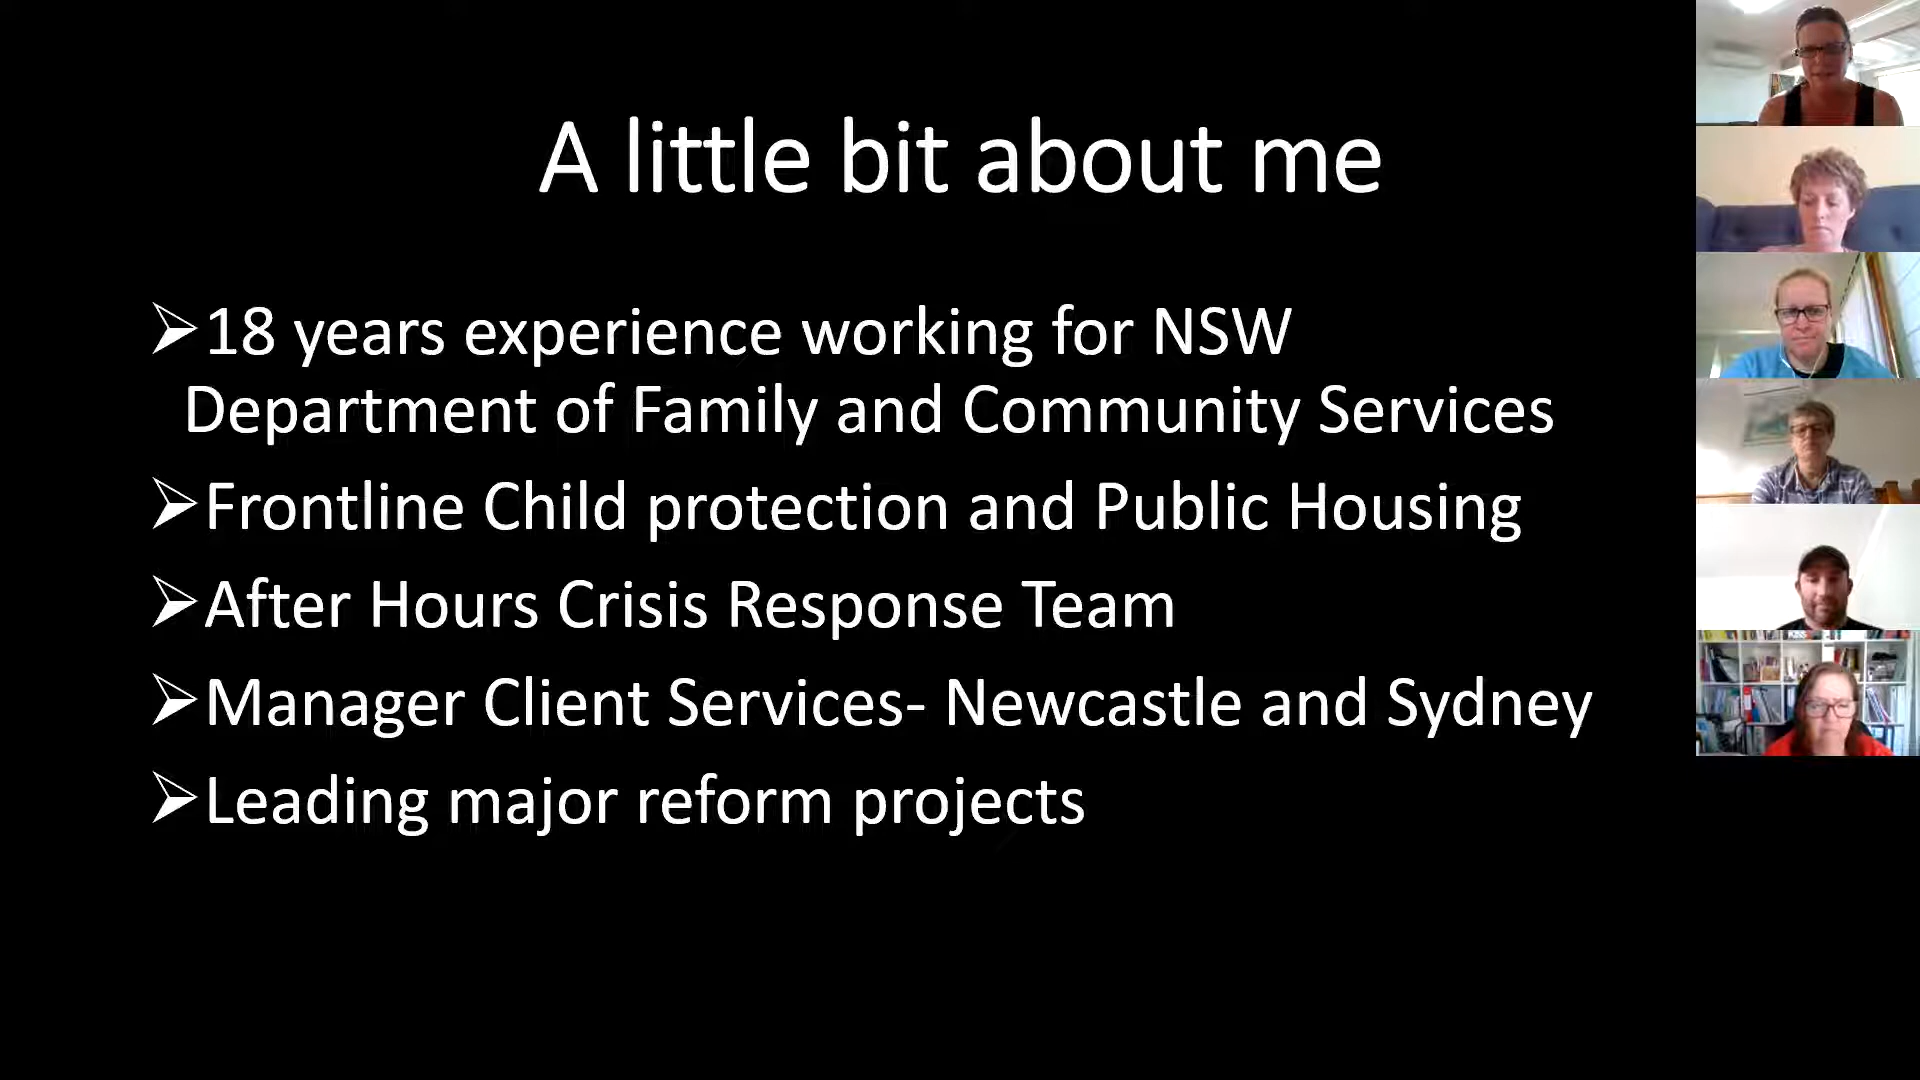 A little bit about me
➢18 years experience working for NSW
Department of Family and Community Services
➢Frontline Child protection and Public Housing
➢After Hours Crisis Response Team
➢Manager Client Services- Newcastle and Sydney
➢Leading major reform projects